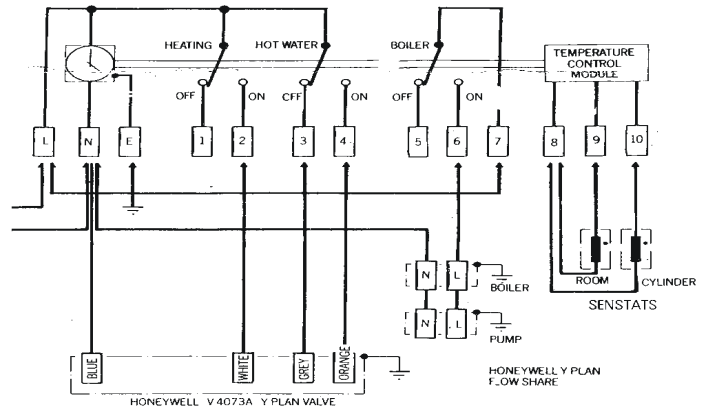 HEATING
HOT WATER
BOILER
TEMPERATURE
CONTROL
MODULE
OFF
ON
CFF
ON
OFF
ON
L
N
E
1
2
3
4
5
6
7
8
9
10
N
L
BOILER
ROOM
CYLINDER
SENSTATS
N
L
PUMP
BLUE
WHITE
GREY
ORANGE
HONEYWELL Y PLAN
FLOW SHARE
HONEYWELL V 4073A Y PLAN VALVE